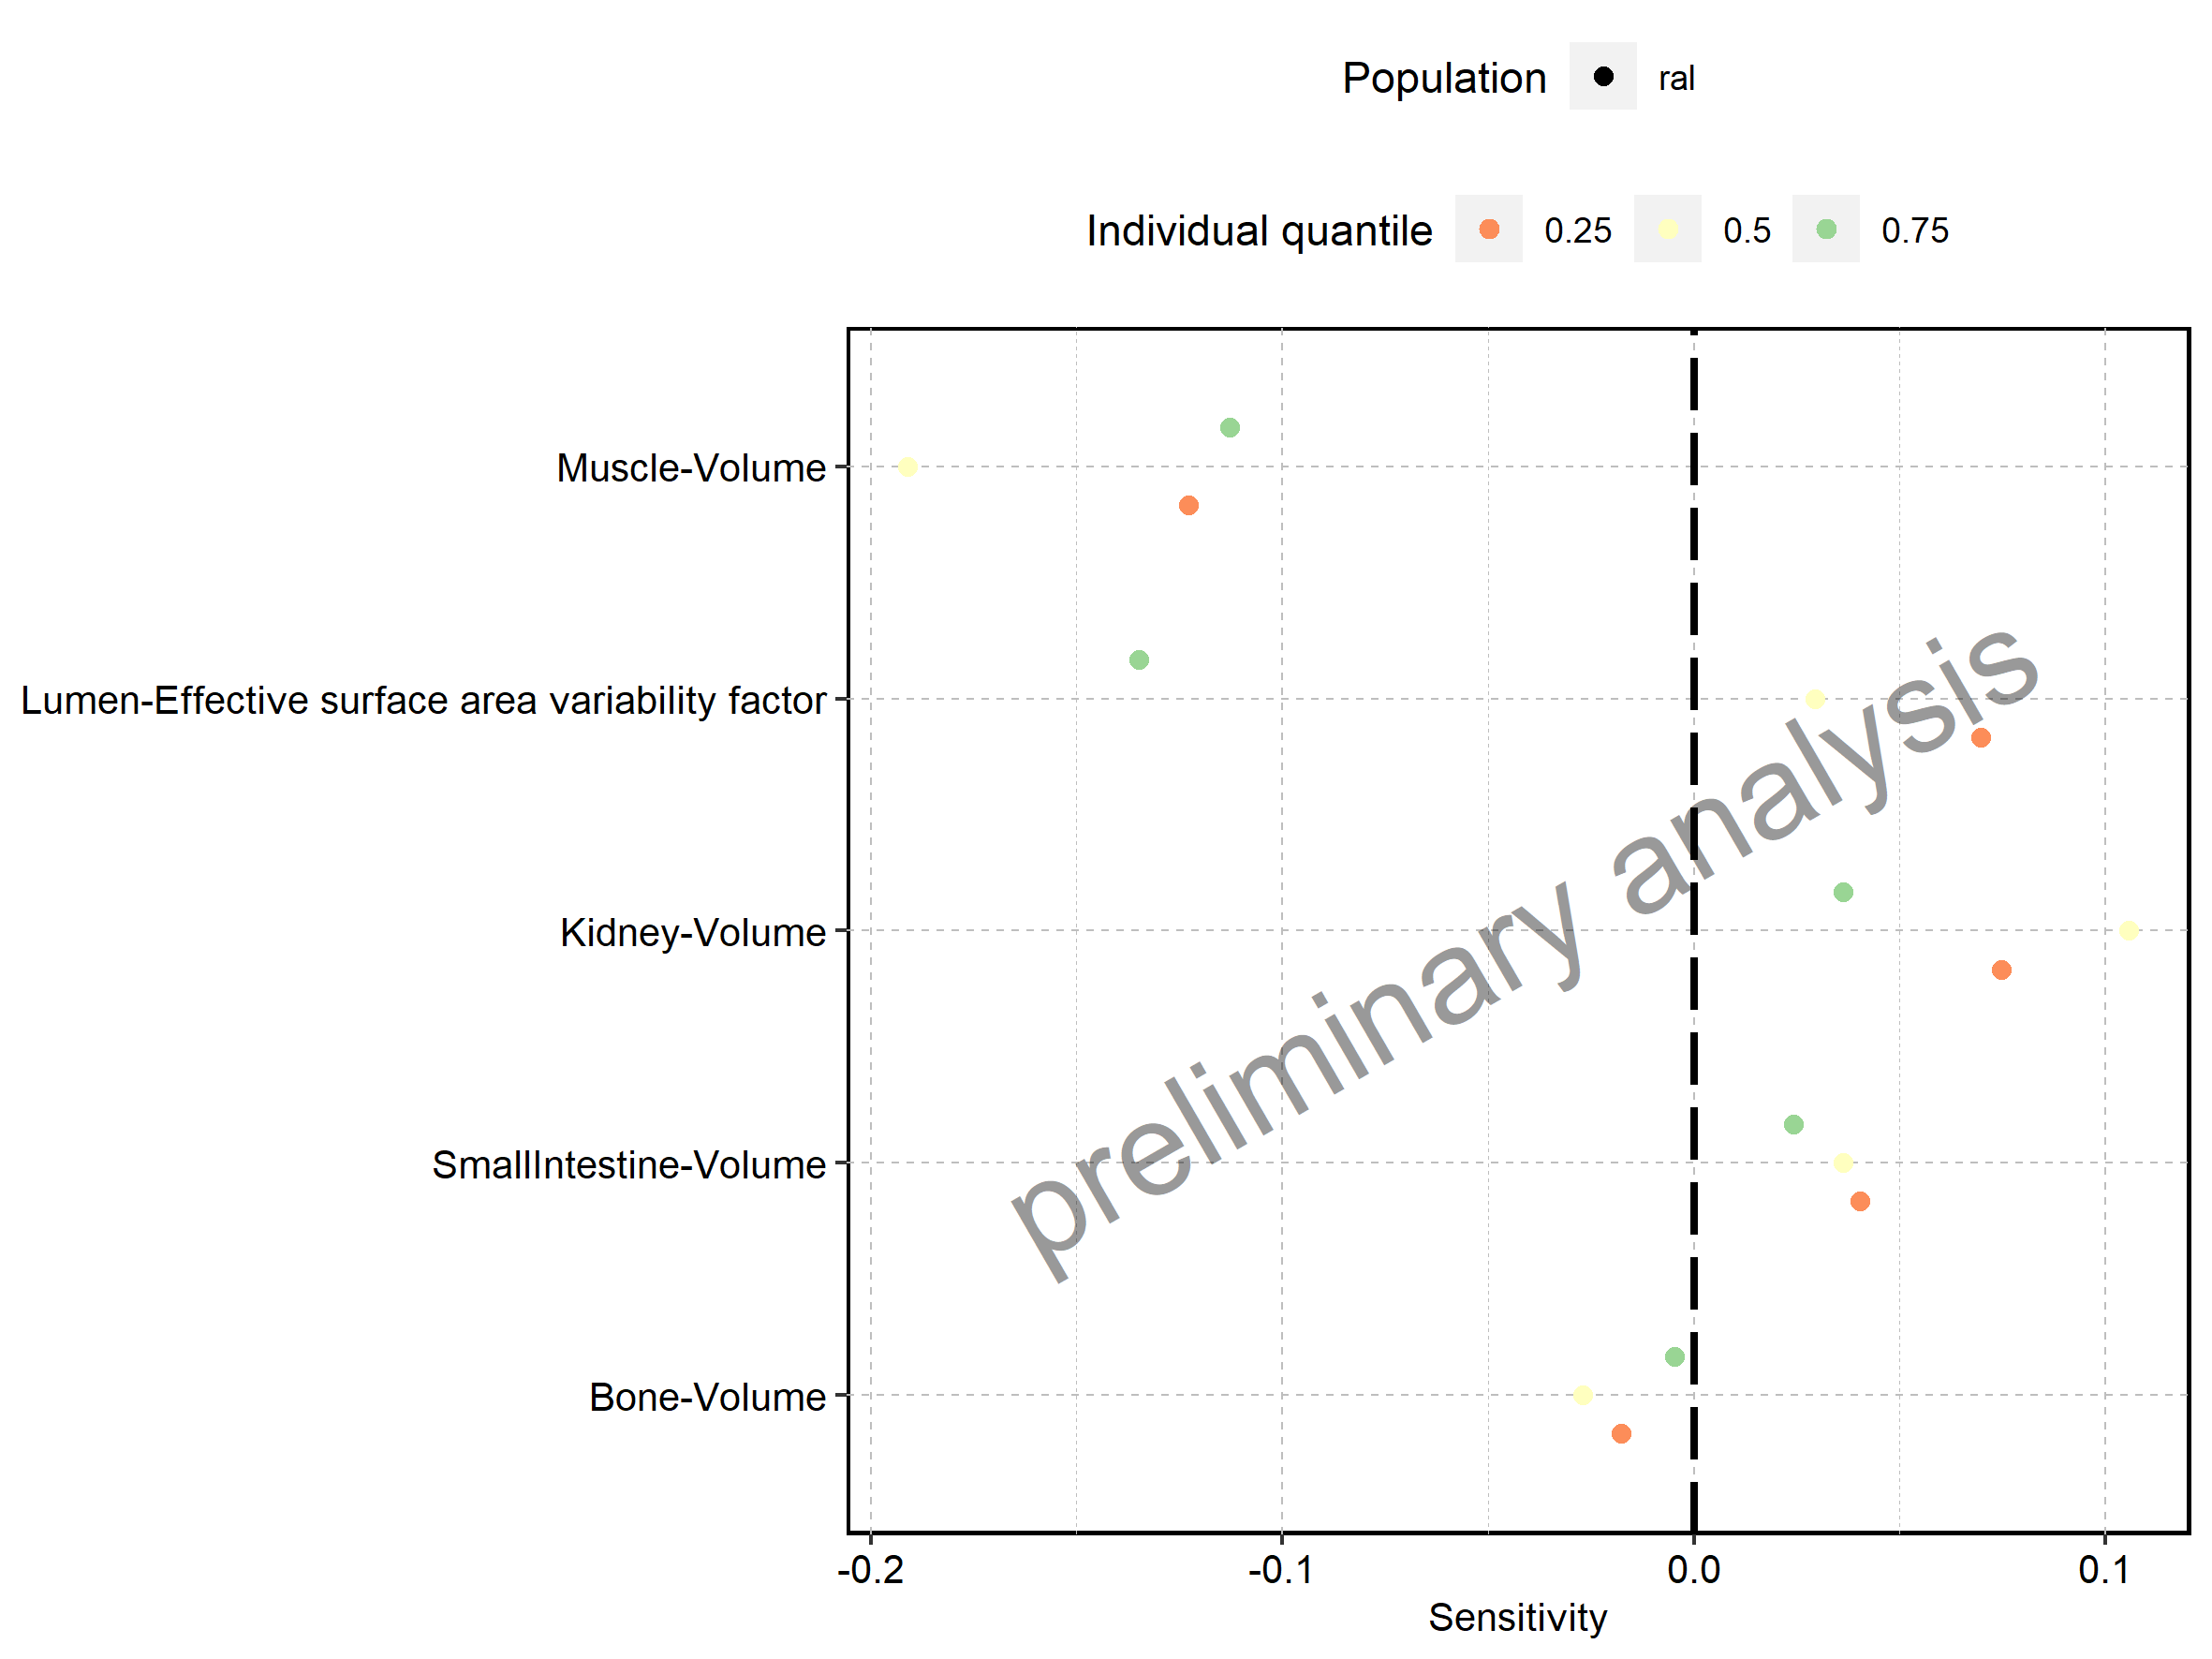 Population ral
Individual quantile 0.25 0.5 0.75
Muscle-Volume
Lumen-Effective surface area variability factor
Kidney-Volume
SmallIntestine-Volume
Bone-Volume
preliminary analysis
-0.2 -0.1 0.0 0.1
Sensitivity